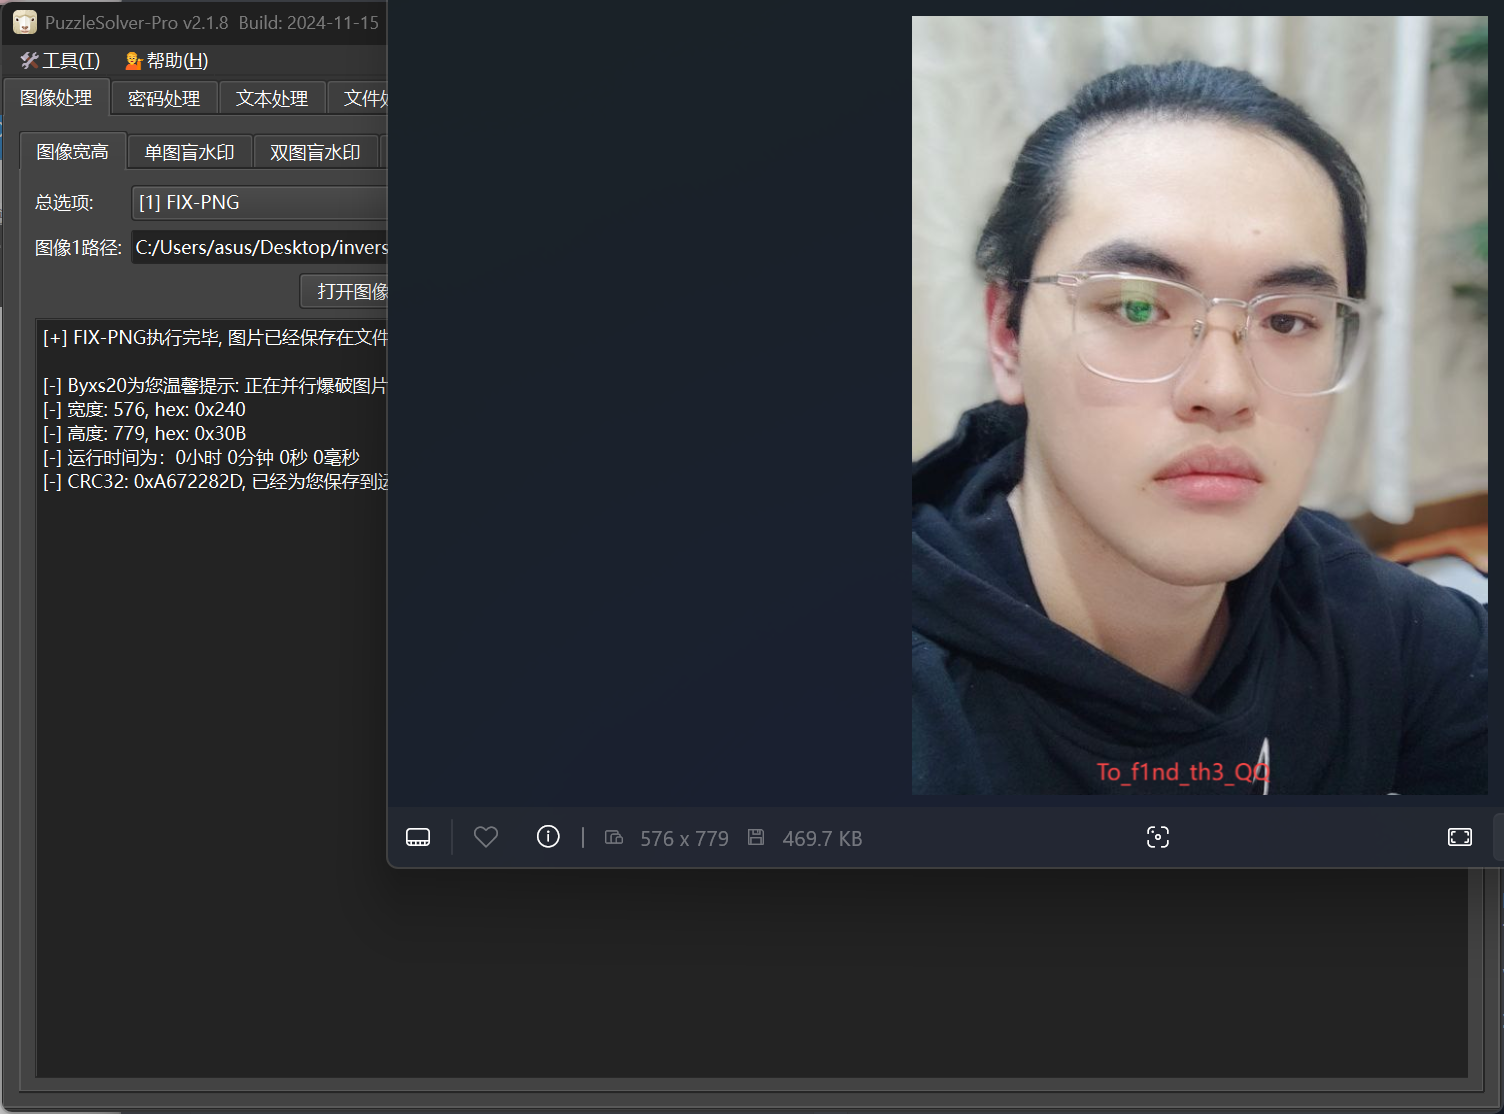 PuzzleSolver-Pro v2.1.8 Build: 2024-11-15
工具(T) 帮助(H)
图像处理 密码处理 文本处理
图像宽高 单图盲水印 双图盲水印
总选项: [1] FIX-PNG
图像1路径: C:/Users/asus/Desktop/invers
打开图像
[+] FIX-PNG执行完毕, 图片已经保存在文件
[-] Byxs20为您温馨提示: 正在并行爆破图片
[-] 宽度: 576, hex: 0x240
[-] 高度: 779, hex: 0x30B
[-] 运行时间为: 0小时 0分钟 0秒 0毫秒
[-] CRC32: 0xA672282D, 已经为您保存到运
To_f1nd_th3_QQ
576 x 779 469.7 KB